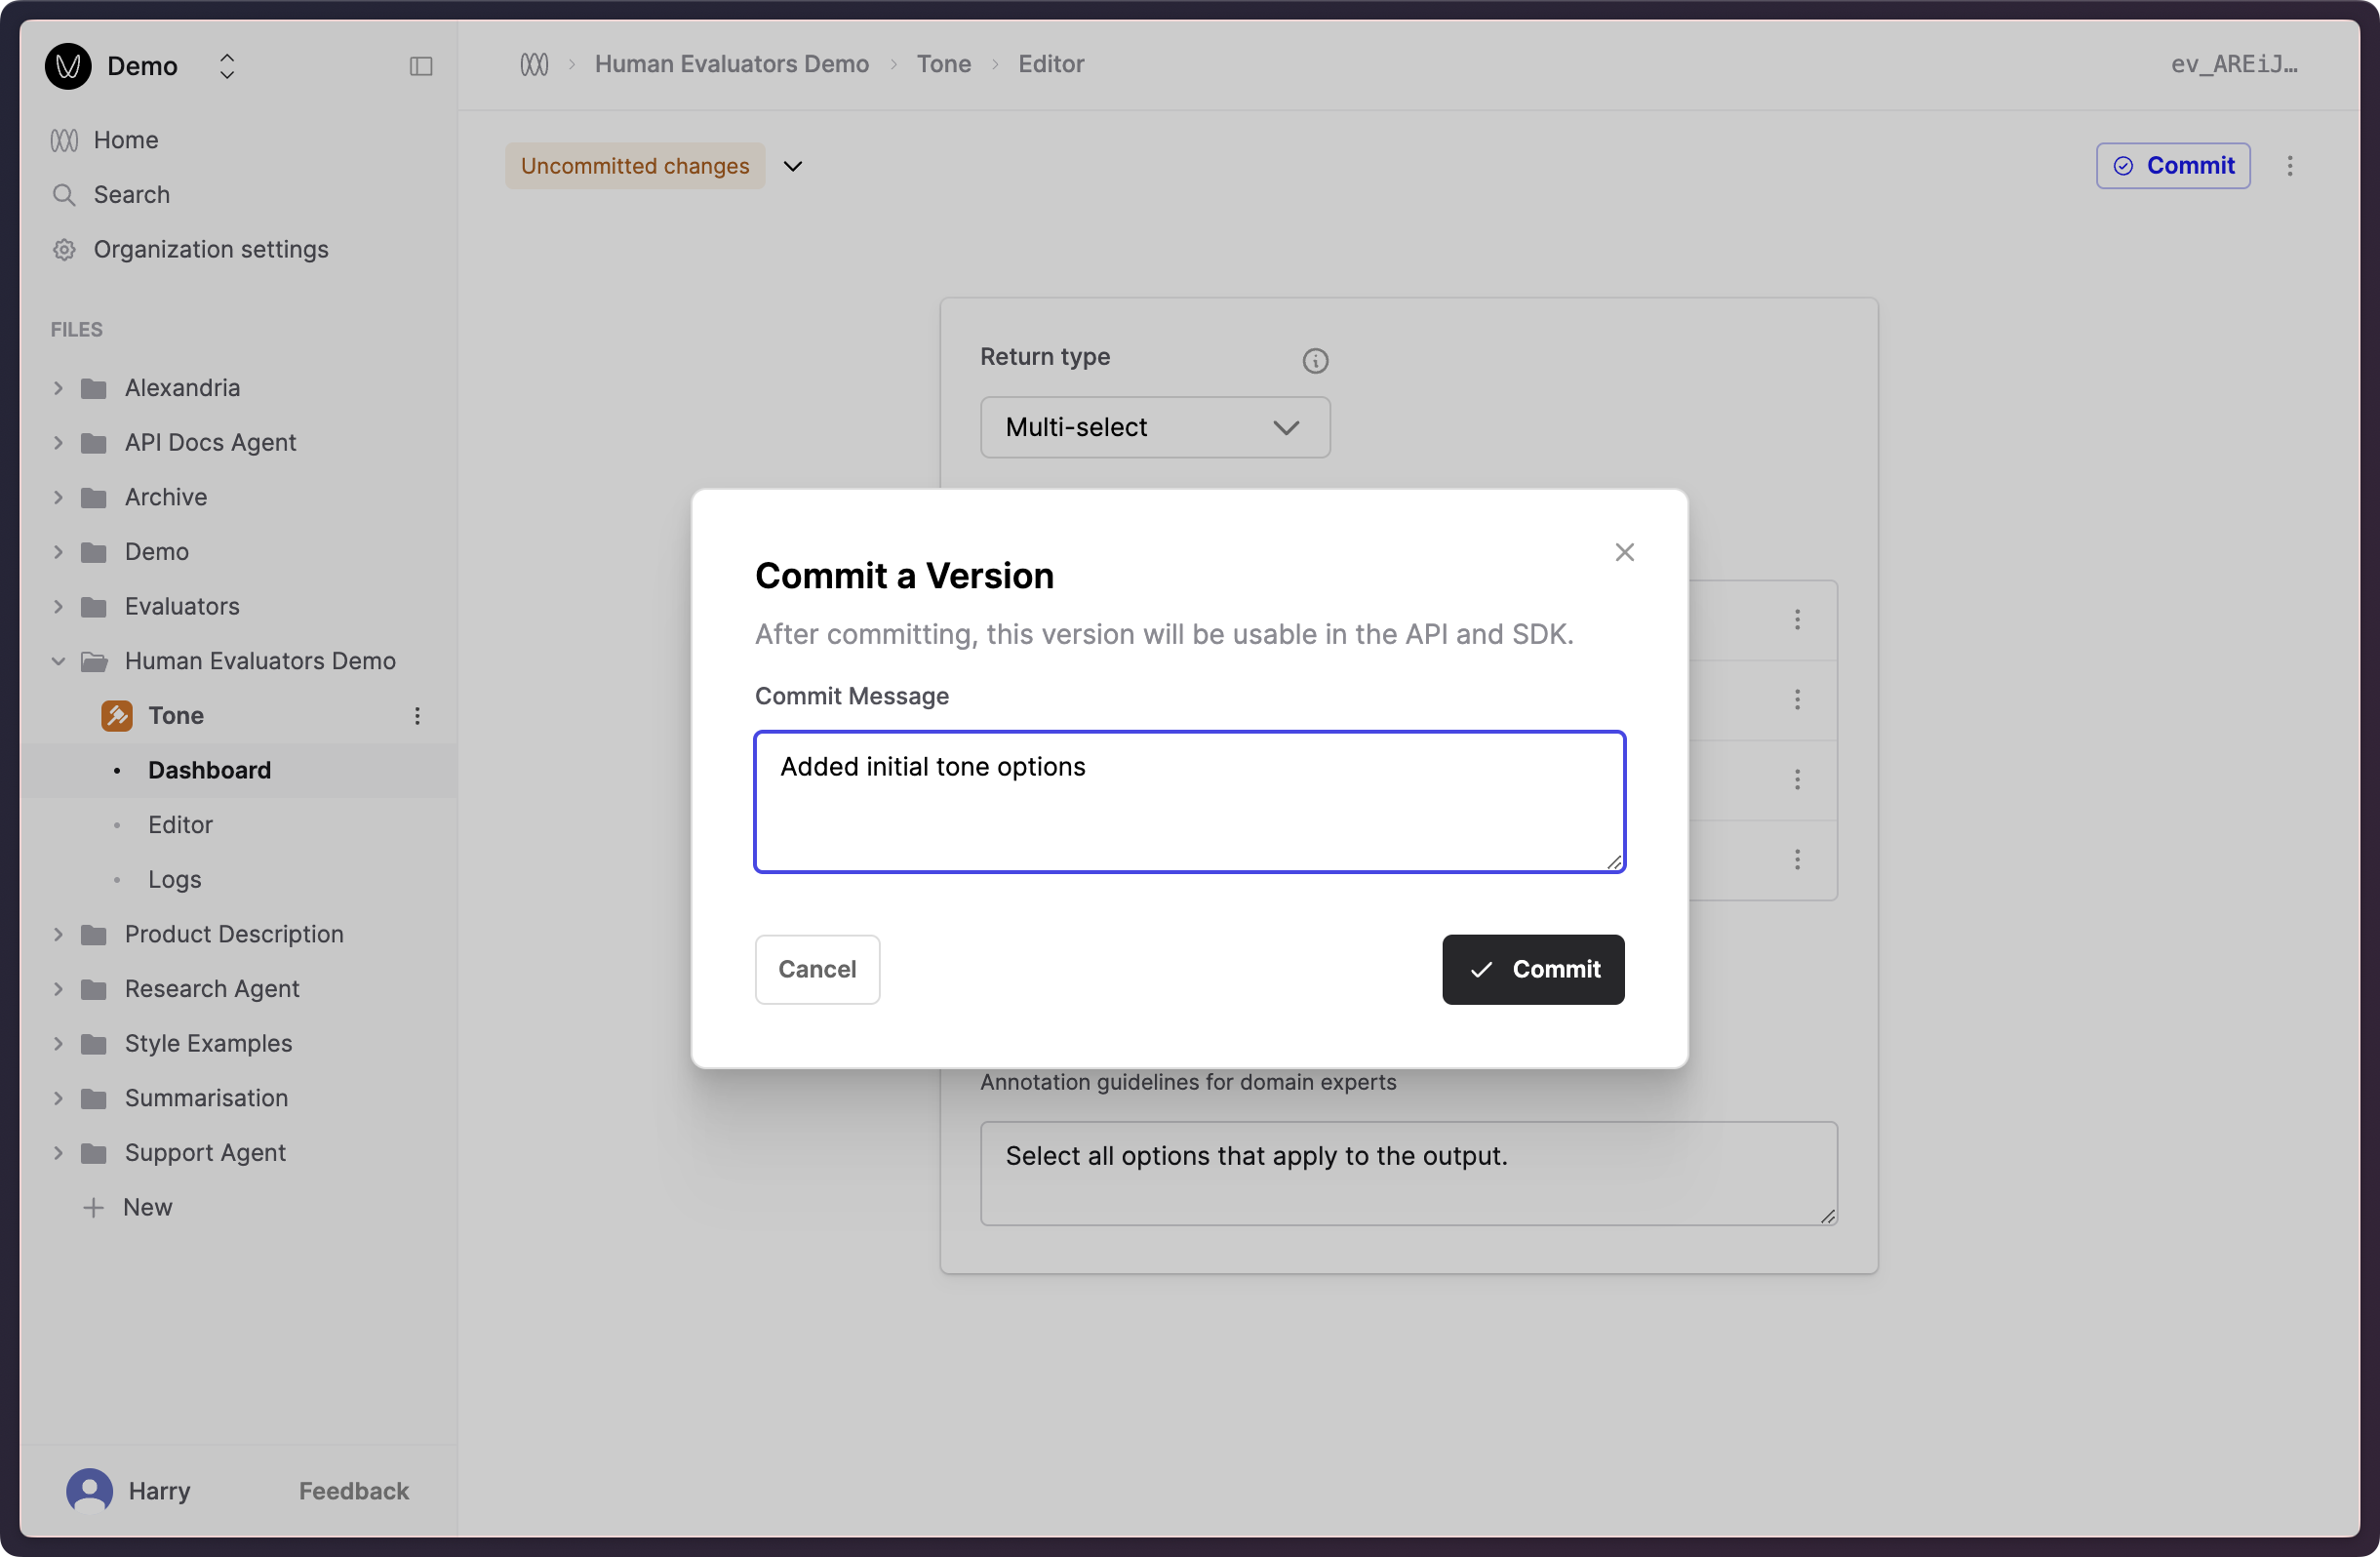 Demo
Home
Search
Organization settings
FILES
Alexandria
API Docs Agent
Archive
Demo
Evaluators
Human Evaluators Demo
Tone
Dashboard
Editor
Logs
Product Description
Research Agent
Style Examples
Summarisation
Support Agent
New
Harry
Feedback
Human Evaluators Demo
Tone
Editor
ev_AREiJ…
Uncommitted changes
Commit
Return type
Multi-select
Commit a Version
After committing, this version will be usable in the API and SDK.
Commit Message
Added initial tone options
Cancel
Commit
Annotation guidelines for domain experts
Select all options that apply to the output.